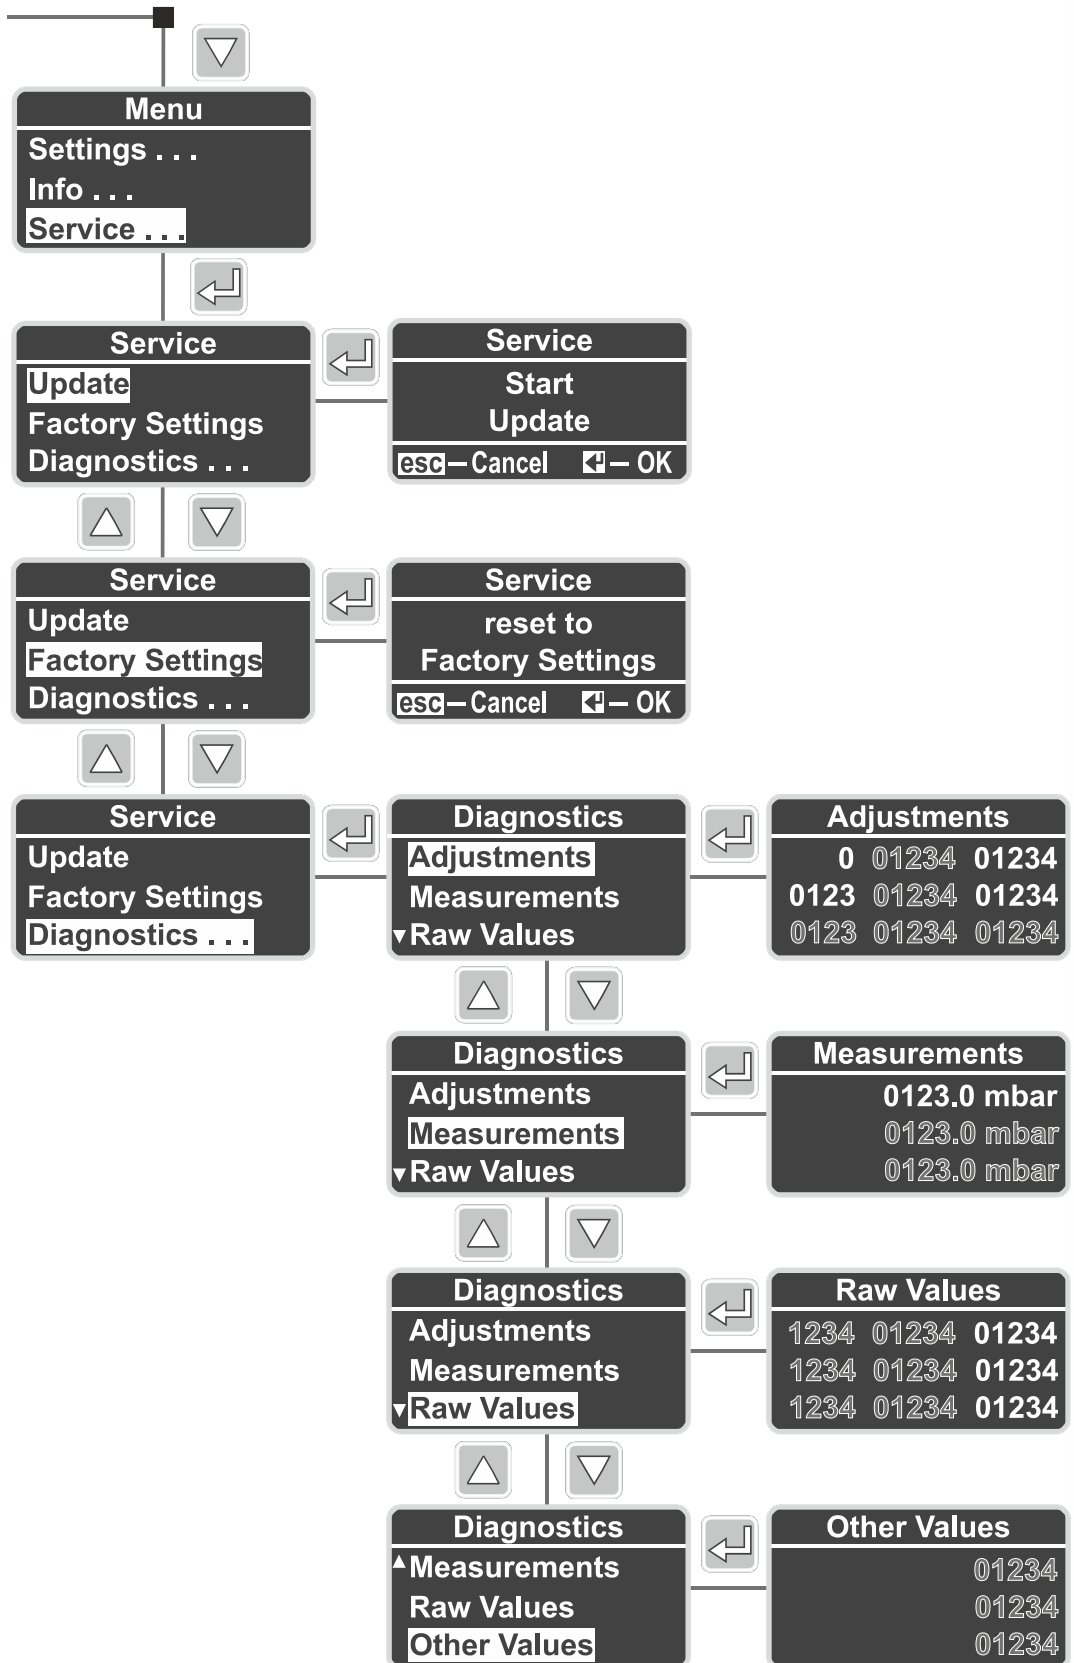 Menu
Settings . . .
Info . . .
Service . . .
Service
Update
Factory Settings
Diagnostics . . .
Service
Start
Update
esc – Cancel ↵ – OK
Service
Update
Factory Settings
Diagnostics . . .
Service
reset to
Factory Settings
esc – Cancel ↵ – OK
Service
Update
Factory Settings
Diagnostics . . .
Diagnostics
Adjustments
Measurements
▼Raw Values
Adjustments
0 01234 01234
0123 01234 01234
0123 01234 01234
Diagnostics
Adjustments
Measurements
▼Raw Values
Measurements
0123.0 mbar
0123.0 mbar
0123.0 mbar
Diagnostics
Adjustments
Measurements
▼Raw Values
Raw Values
1234 01234 01234
1234 01234 01234
1234 01234 01234
Diagnostics
▲Measurements
Raw Values
Other Values
Other Values
01234
01234
01234